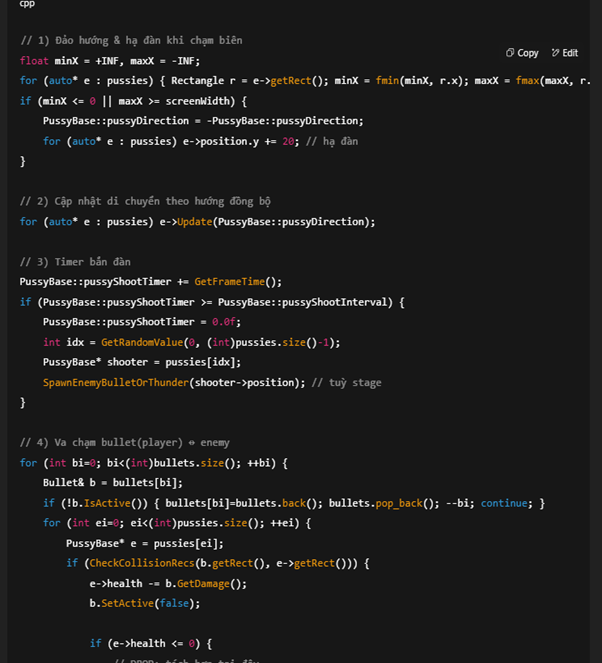 cpp
// 1) Đảo hướng & hạ đàn khi chạm biên
Copy Edit
float minX = +INF, maxX = -INF;
for (auto* e : pussies) { Rectangle r = e->getRect(); minX = fmin(minX, r.x); maxX = fmax(maxX, r.
if (minX <= 0 || maxX >= screenWidth) {
PussyBase::pussyDirection = -PussyBase::pussyDirection;
for (auto* e : pussies) e->position.y += 20; // hạ đàn
}
// 2) Cập nhật di chuyển theo hướng đồng bộ
for (auto* e : pussies) e->Update(PussyBase::pussyDirection);
// 3) Timer bắn đàn
PussyBase::pussyShootTimer += GetFrameTime();
if (PussyBase::pussyShootTimer >= PussyBase::pussyShootInterval) {
PussyBase::pussyShootTimer = 0.0f;
int idx = GetRandomValue(0, (int)pussies.size()-1);
PussyBase* shooter = pussies[idx];
SpawnEnemyBulletOrThunder(shooter->position); // tuỳ stage
}
// 4) Va chạm bullet(player) ↔ enemy
for (int bi=0; bi<(int)bullets.size(); ++bi) {
Bullet& b = bullets[bi];
if (!b.IsActive()) { bullets[bi]=bullets.back(); bullets.pop_back(); --bi; continue; }
for (int ei=0; ei<(int)pussies.size(); ++ei) {
PussyBase* e = pussies[ei];
if (CheckCollisionRecs(b.getRect(), e->getRect())) {
e->health -= b.GetDamage();
b.SetActive(false);
if (e->health <= 0) {